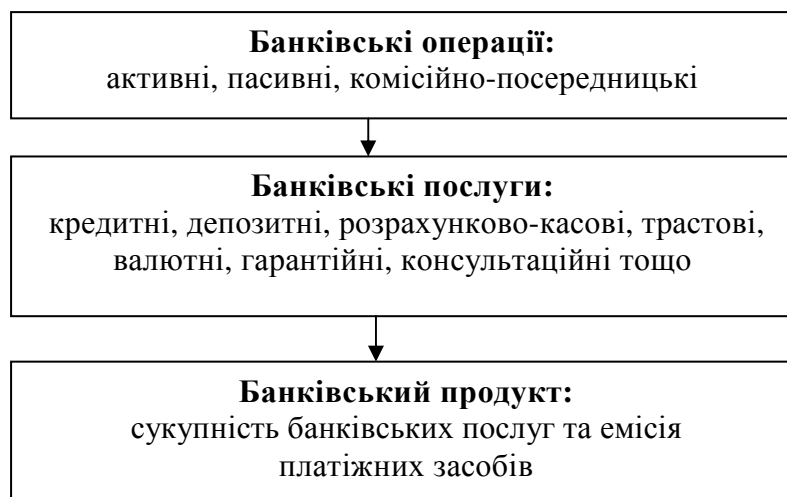 Банківські операції:
активні, пасивні, комісійно-посередницькі
Банківські послуги:
кредитні, депозитні, розрахунково-касові, трастові,
валютні, гарантійні, консультаційні тощо
Банківський продукт:
сукупність банківських послуг та емісія
платіжних засобів